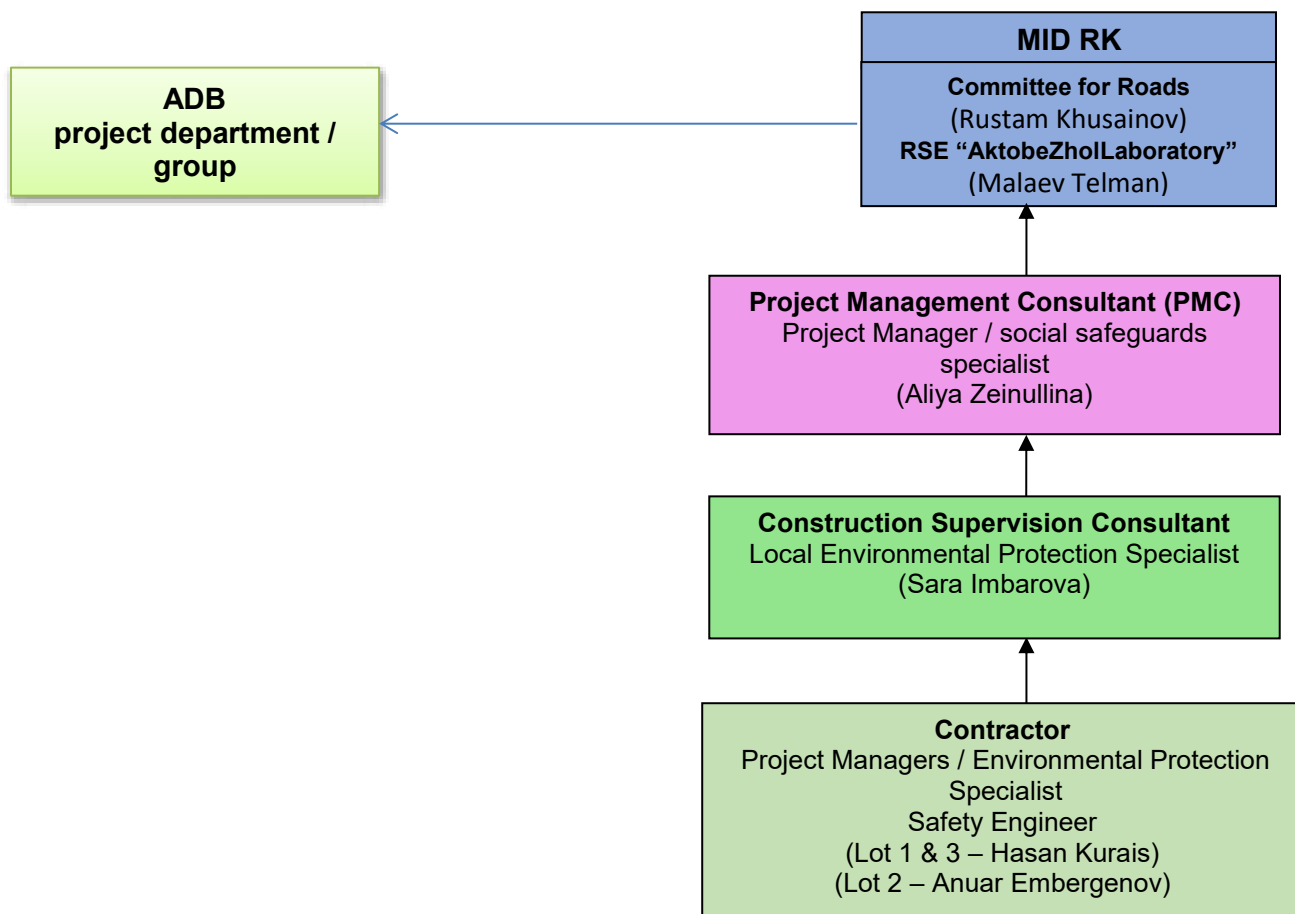 MID RK
ADB
project department /
group
Committee for Roads
(Rustam Khusainov)
RSE “AktobeZholLaboratory”
(Malaev Telman)
Project Management Consultant (PMC)
Project Manager / social safeguards
specialist
(Aliya Zeinullina)
Construction Supervision Consultant
Local Environmental Protection Specialist
(Sara Imbarova)
Contractor
Project Managers / Environmental Protection
Specialist
Safety Engineer
(Lot 1 & 3 – Hasan Kurais)
(Lot 2 – Anuar Embergenov)